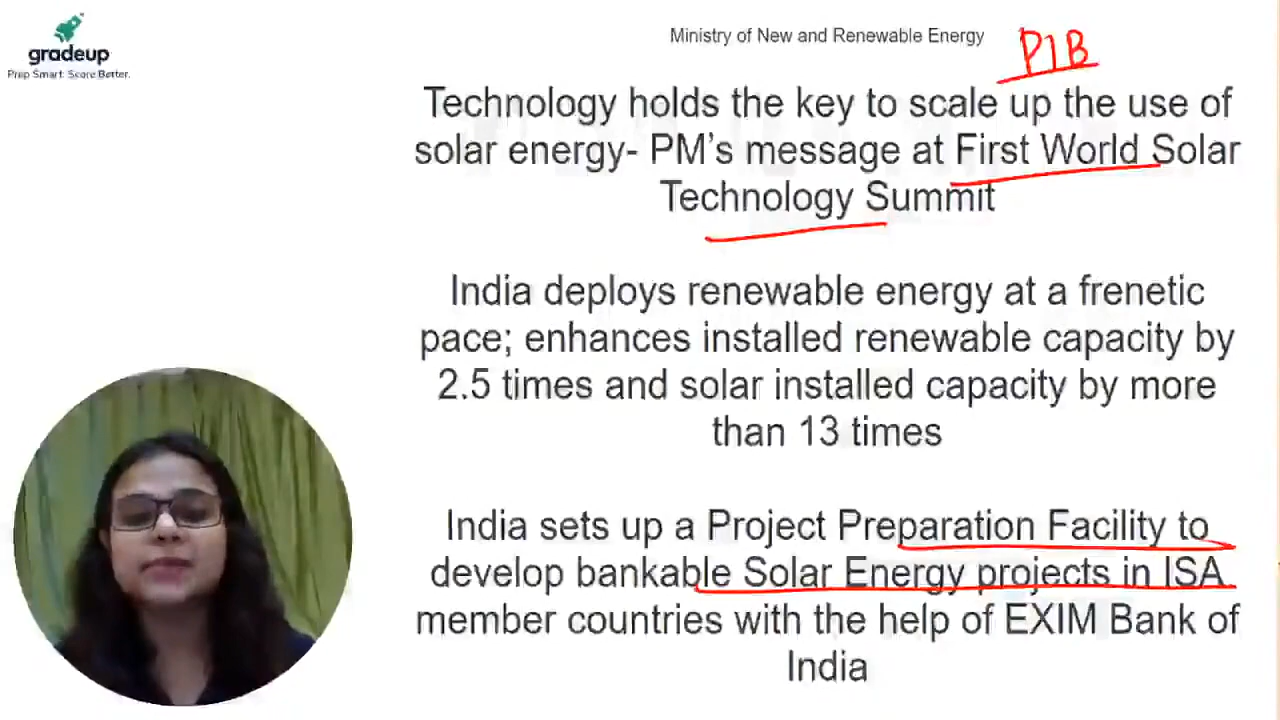 gradeup
Prep Smart. Score Better.
Ministry of New and Renewable Energy
PIB
Technology holds the key to scale up the use of
solar energy- PM's message at First World Solar
Technology Summit
India deploys renewable energy at a frenetic
pace; enhances installed renewable capacity by
2.5 times and solar installed capacity by more
than 13 times
India sets up a Project Preparation Facility to
develop bankable Solar Energy projects in ISA
member countries with the help of EXIM Bank of
India